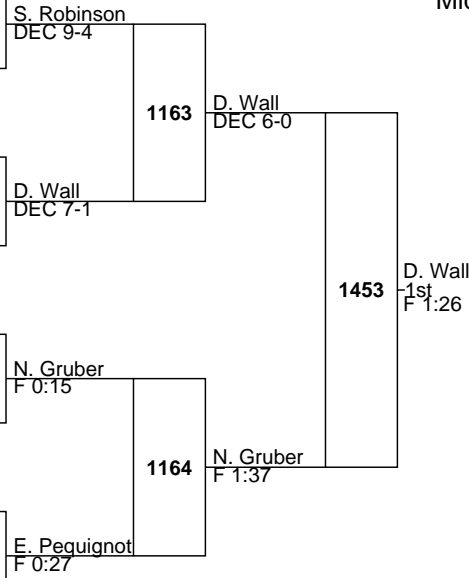 Mic
S. Robinson
DEC 9-4
1163
D. Wall
DEC 6-0
D. Wall
DEC 7-1
1453
D. Wall
1st
F 1:26
N. Gruber
F 0:15
1164
N. Gruber
F 1:37
E. Pequignot
F 0:27